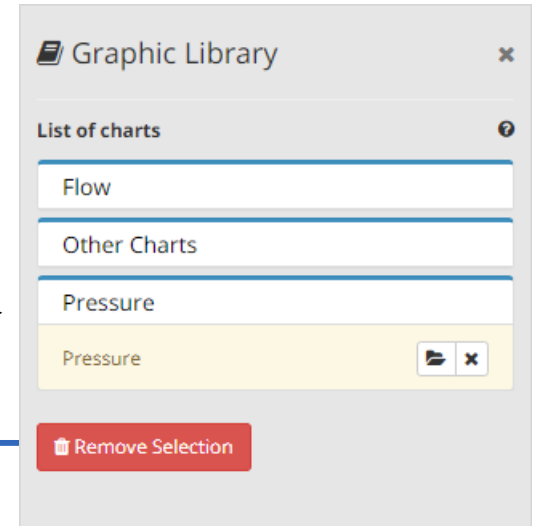 Graphic Library
List of charts
Flow
Other Charts
Pressure
Pressure
Remove Selection